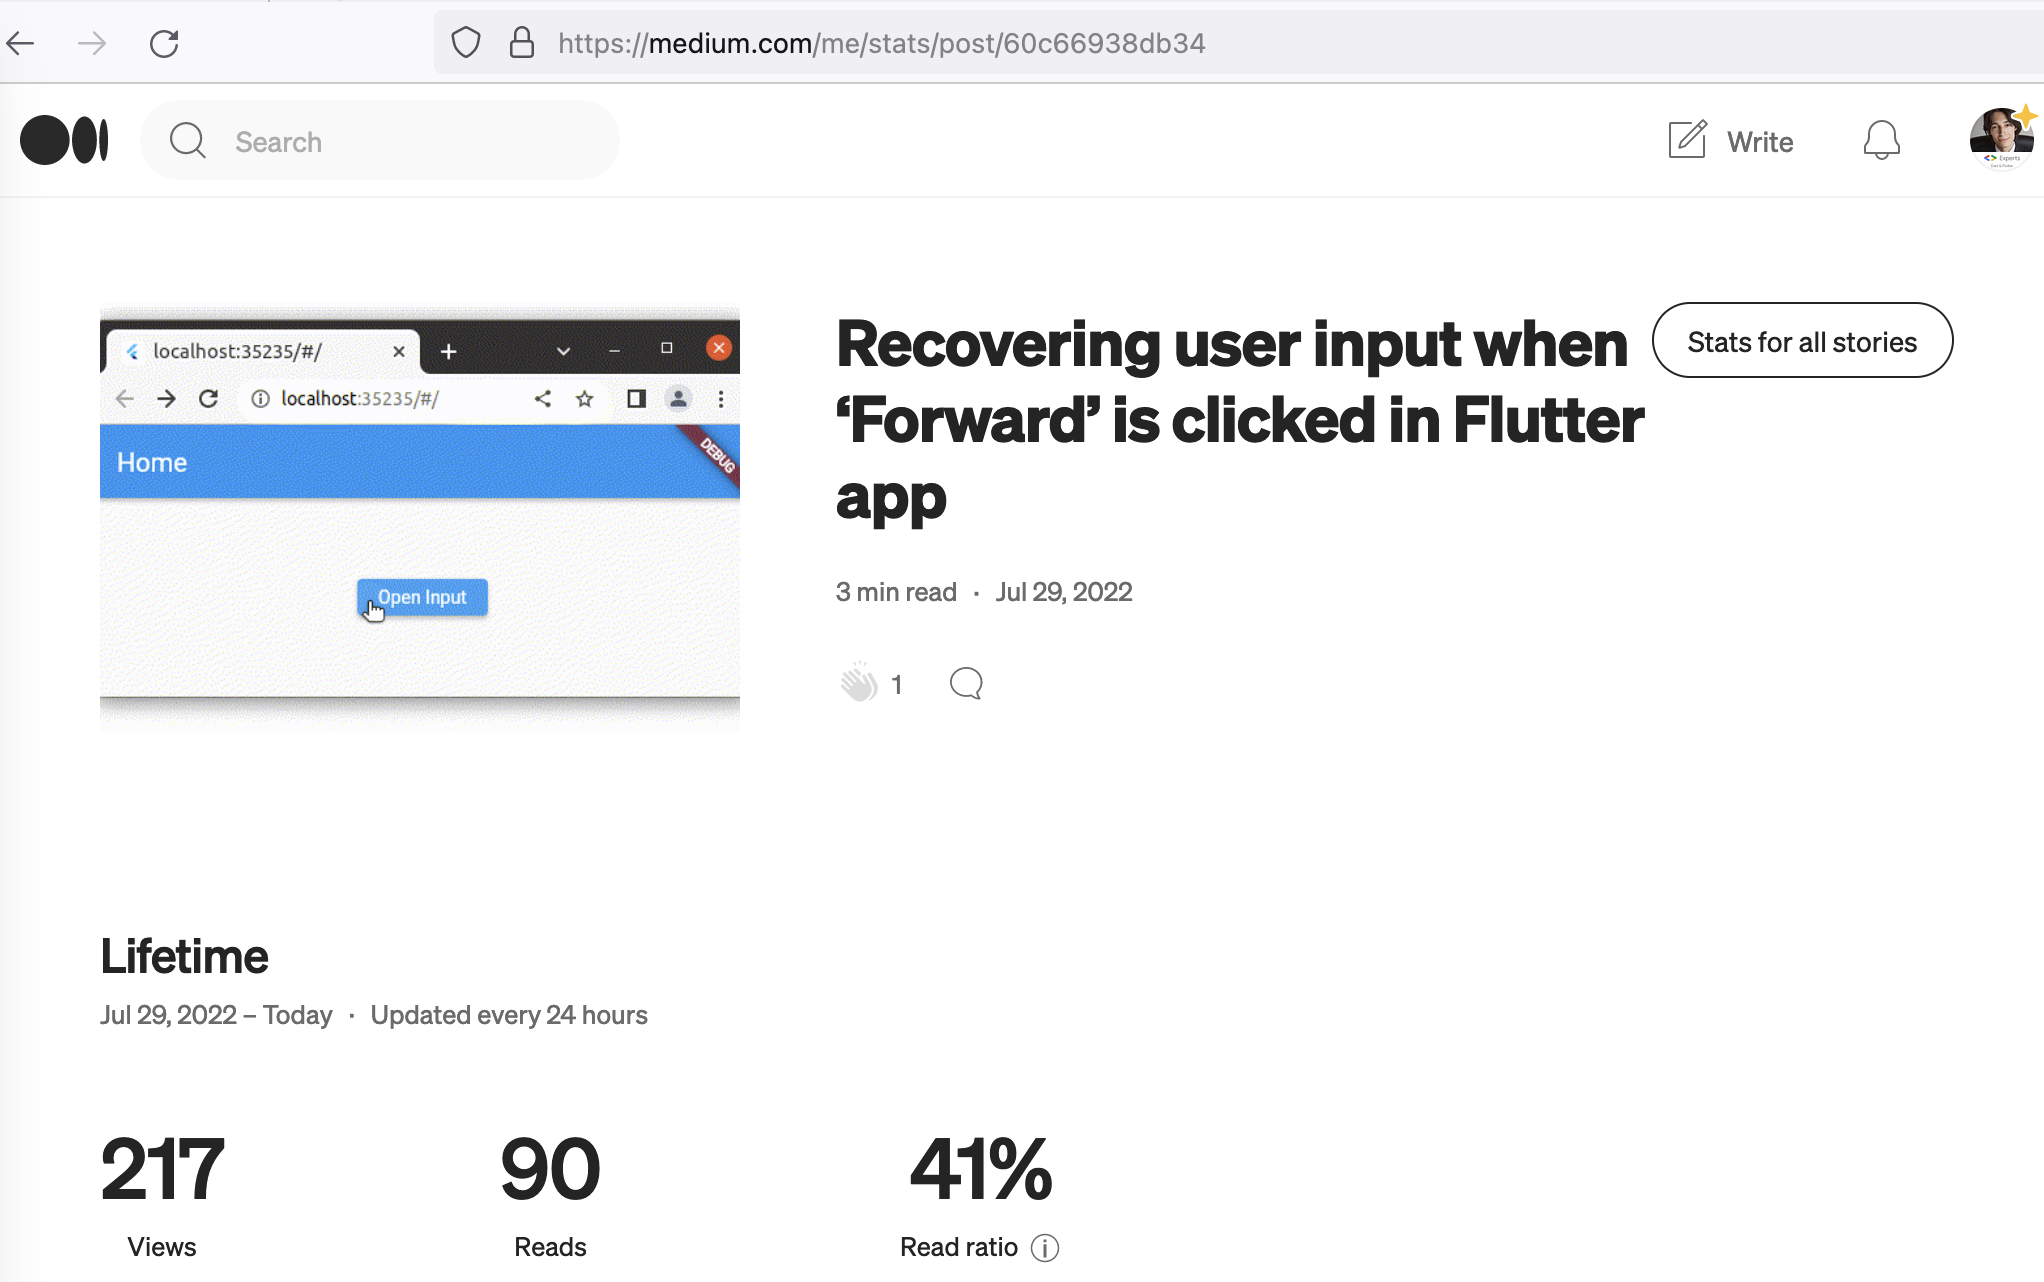 https://medium.com/me/stats/post/60c66938db34
Search
Write
Experts
localhost:35235/#/
localhost:35235/#/
Home
DEBUG
Open Input
Recovering user input when
‘Forward’ is clicked in Flutter
app
Stats for all stories
3 min read · Jul 29, 2022
1
Lifetime
Jul 29, 2022 – Today · Updated every 24 hours
217
Views
90
Reads
41%
Read ratio